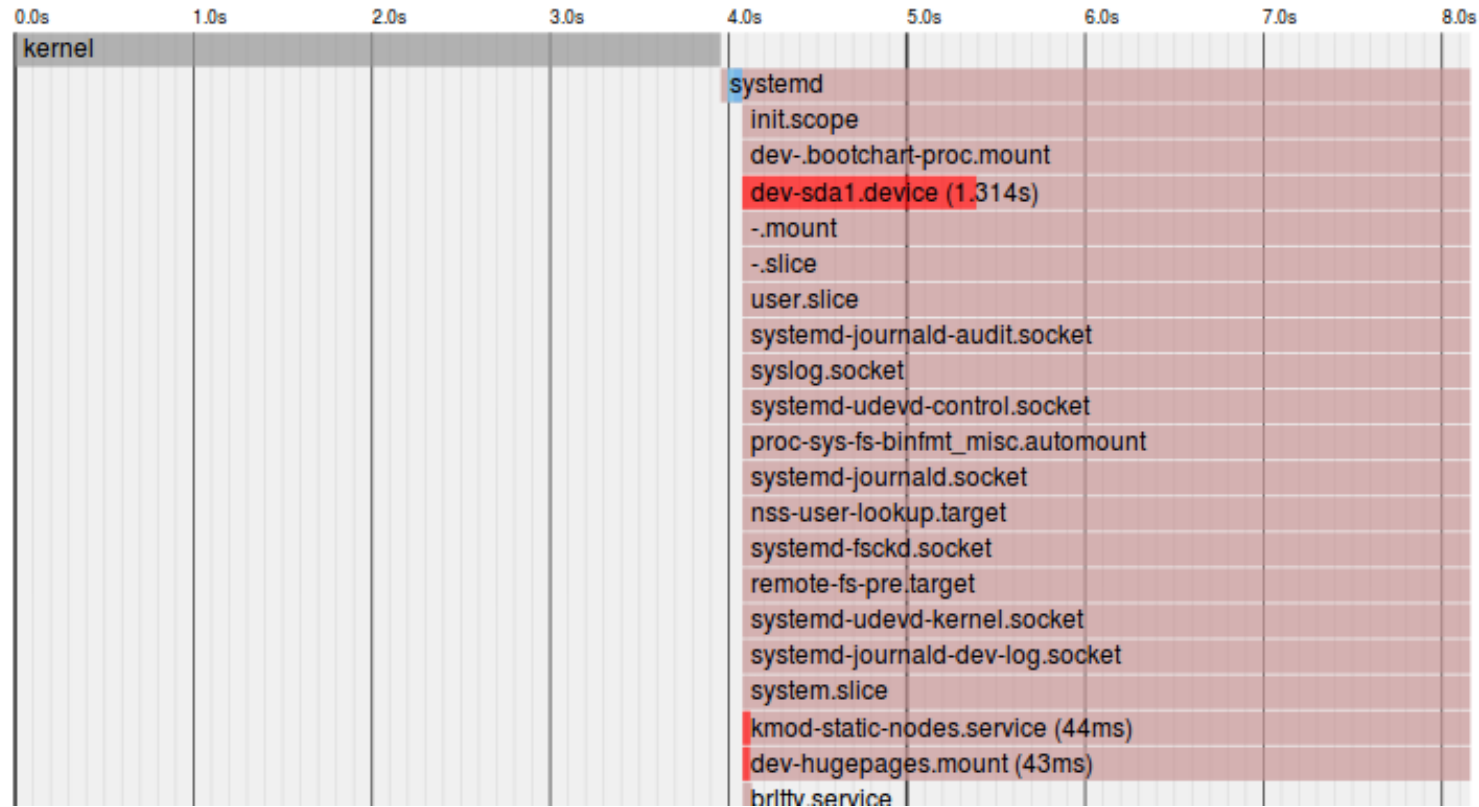 0.0s 1.0s 2.0s 3.0s 4.0s 5.0s 6.0s 7.0s 8.0s
kernel
systemd
init.scope
dev-.bootchart-proc.mount
dev-sda1.device (1.314s)
-.mount
-.slice
user.slice
systemd-journald-audit.socket
syslog.socket
systemd-udevd-control.socket
proc-sys-fs-binfmt_misc.automount
systemd-journald.socket
nss-user-lookup.target
systemd-fsckd.socket
remote-fs-pre.target
systemd-udevd-kernel.socket
systemd-journald-dev-log.socket
system.slice
kmod-static-nodes.service (44ms)
dev-hugepages.mount (43ms)
brltty.service